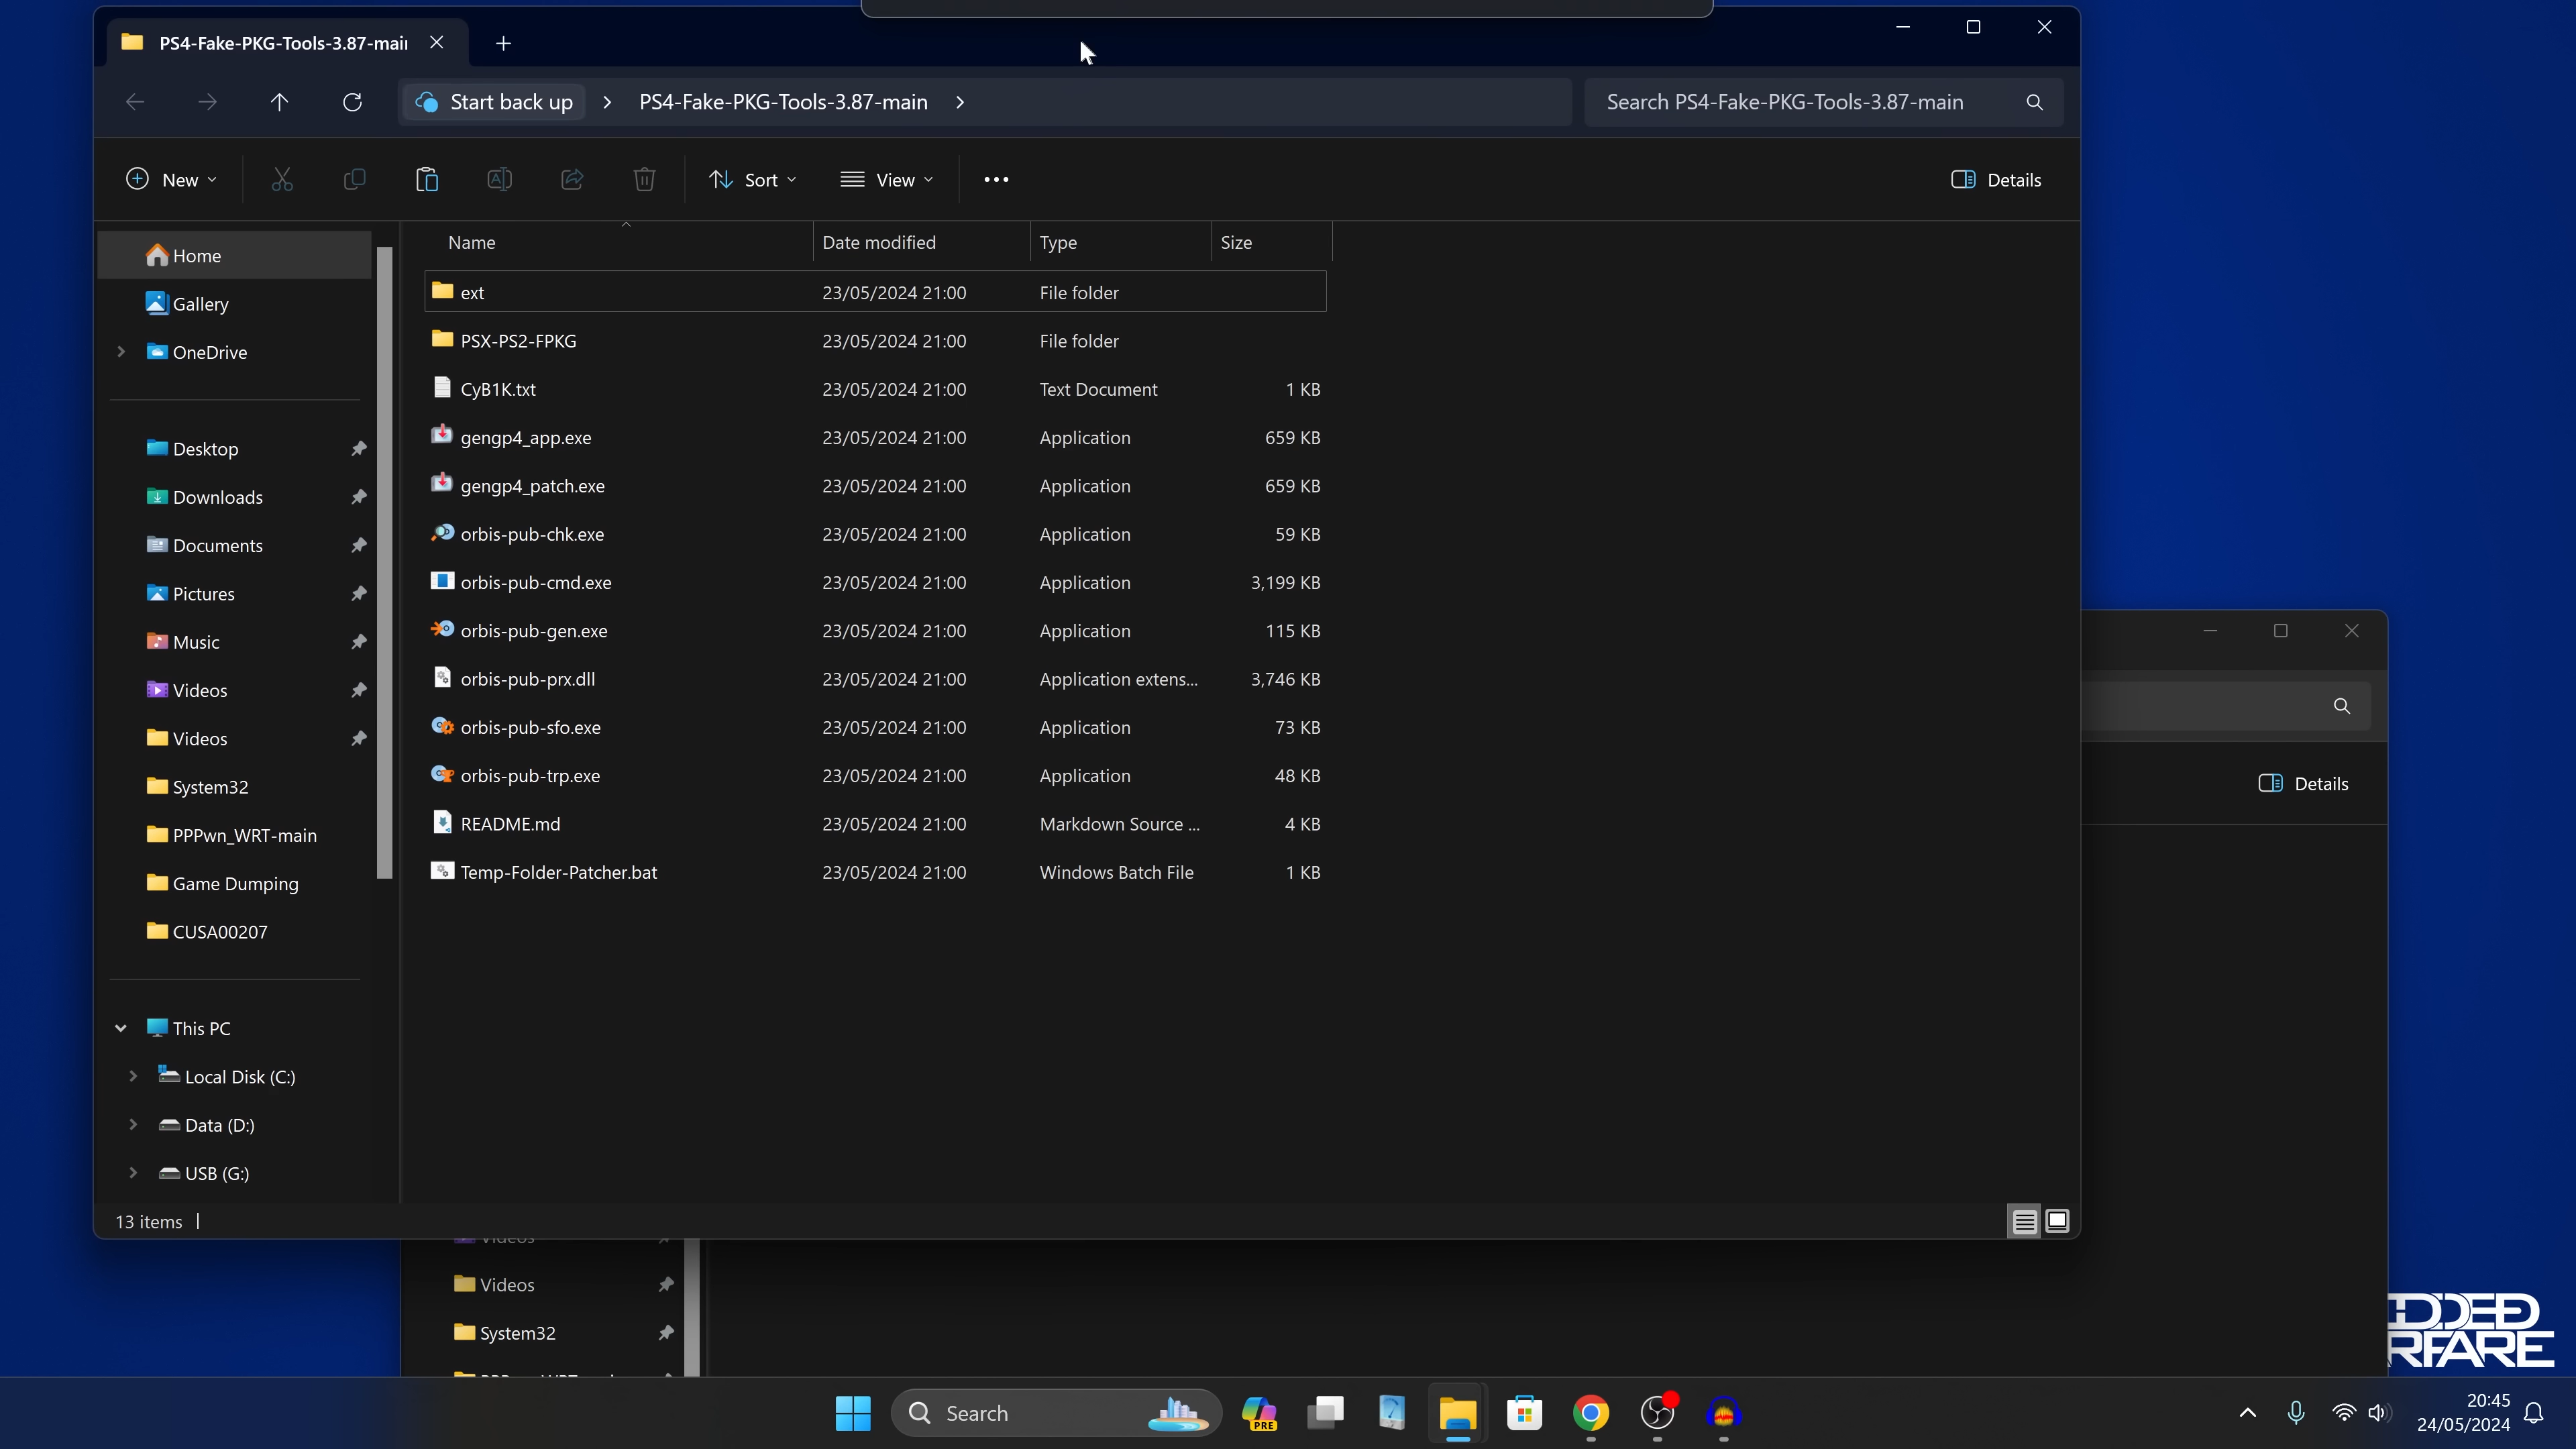 PS4-Fake-PKG-Tools-3.87-mair
Start back up > PS4-Fake-PKG-Tools-3.87-main >
Search PS4-Fake-PKG-Tools-3.87-main
New
Sort
View
Details
Name Date modified Type Size
Home
Gallery
OneDrive
Desktop
Downloads
Documents
Pictures
Music
Videos
Videos
System32
PPPwn_WRT-main
Game Dumping
CUSA00207
This PC
Local Disk (C:)
Data (D:)
USB (G:)
ext 23/05/2024 21:00 File folder
PSX-PS2-FPKG 23/05/2024 21:00 File folder
CyB1K.txt 23/05/2024 21:00 Text Document 1 KB
gengp4_app.exe 23/05/2024 21:00 Application 659 KB
gengp4_patch.exe 23/05/2024 21:00 Application 659 KB
orbis-pub-chk.exe 23/05/2024 21:00 Application 59 KB
orbis-pub-cmd.exe 23/05/2024 21:00 Application 3,199 KB
orbis-pub-gen.exe 23/05/2024 21:00 Application 115 KB
orbis-pub-prx.dll 23/05/2024 21:00 Application extens... 3,746 KB
orbis-pub-sfo.exe 23/05/2024 21:00 Application 73 KB
orbis-pub-trp.exe 23/05/2024 21:00 Application 48 KB
README.md 23/05/2024 21:00 Markdown Source ... 4 KB
Temp-Folder-Patcher.bat 23/05/2024 21:00 Windows Batch File 1 KB
13 items
Details
Videos
Videos
System32
Search
PRE
20:45
24/05/2024